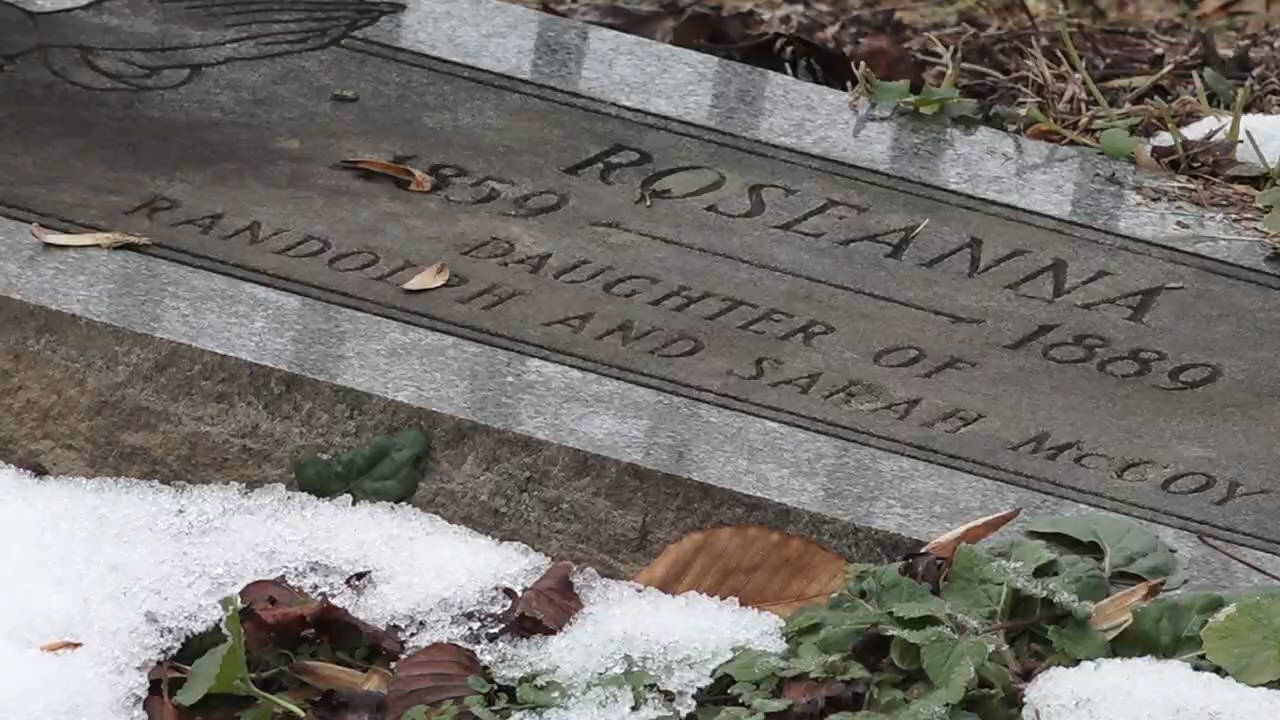 ROSEANNA
1859 — 1889
DAUGHTER OF
RANDOLPH AND SARAH McCOY